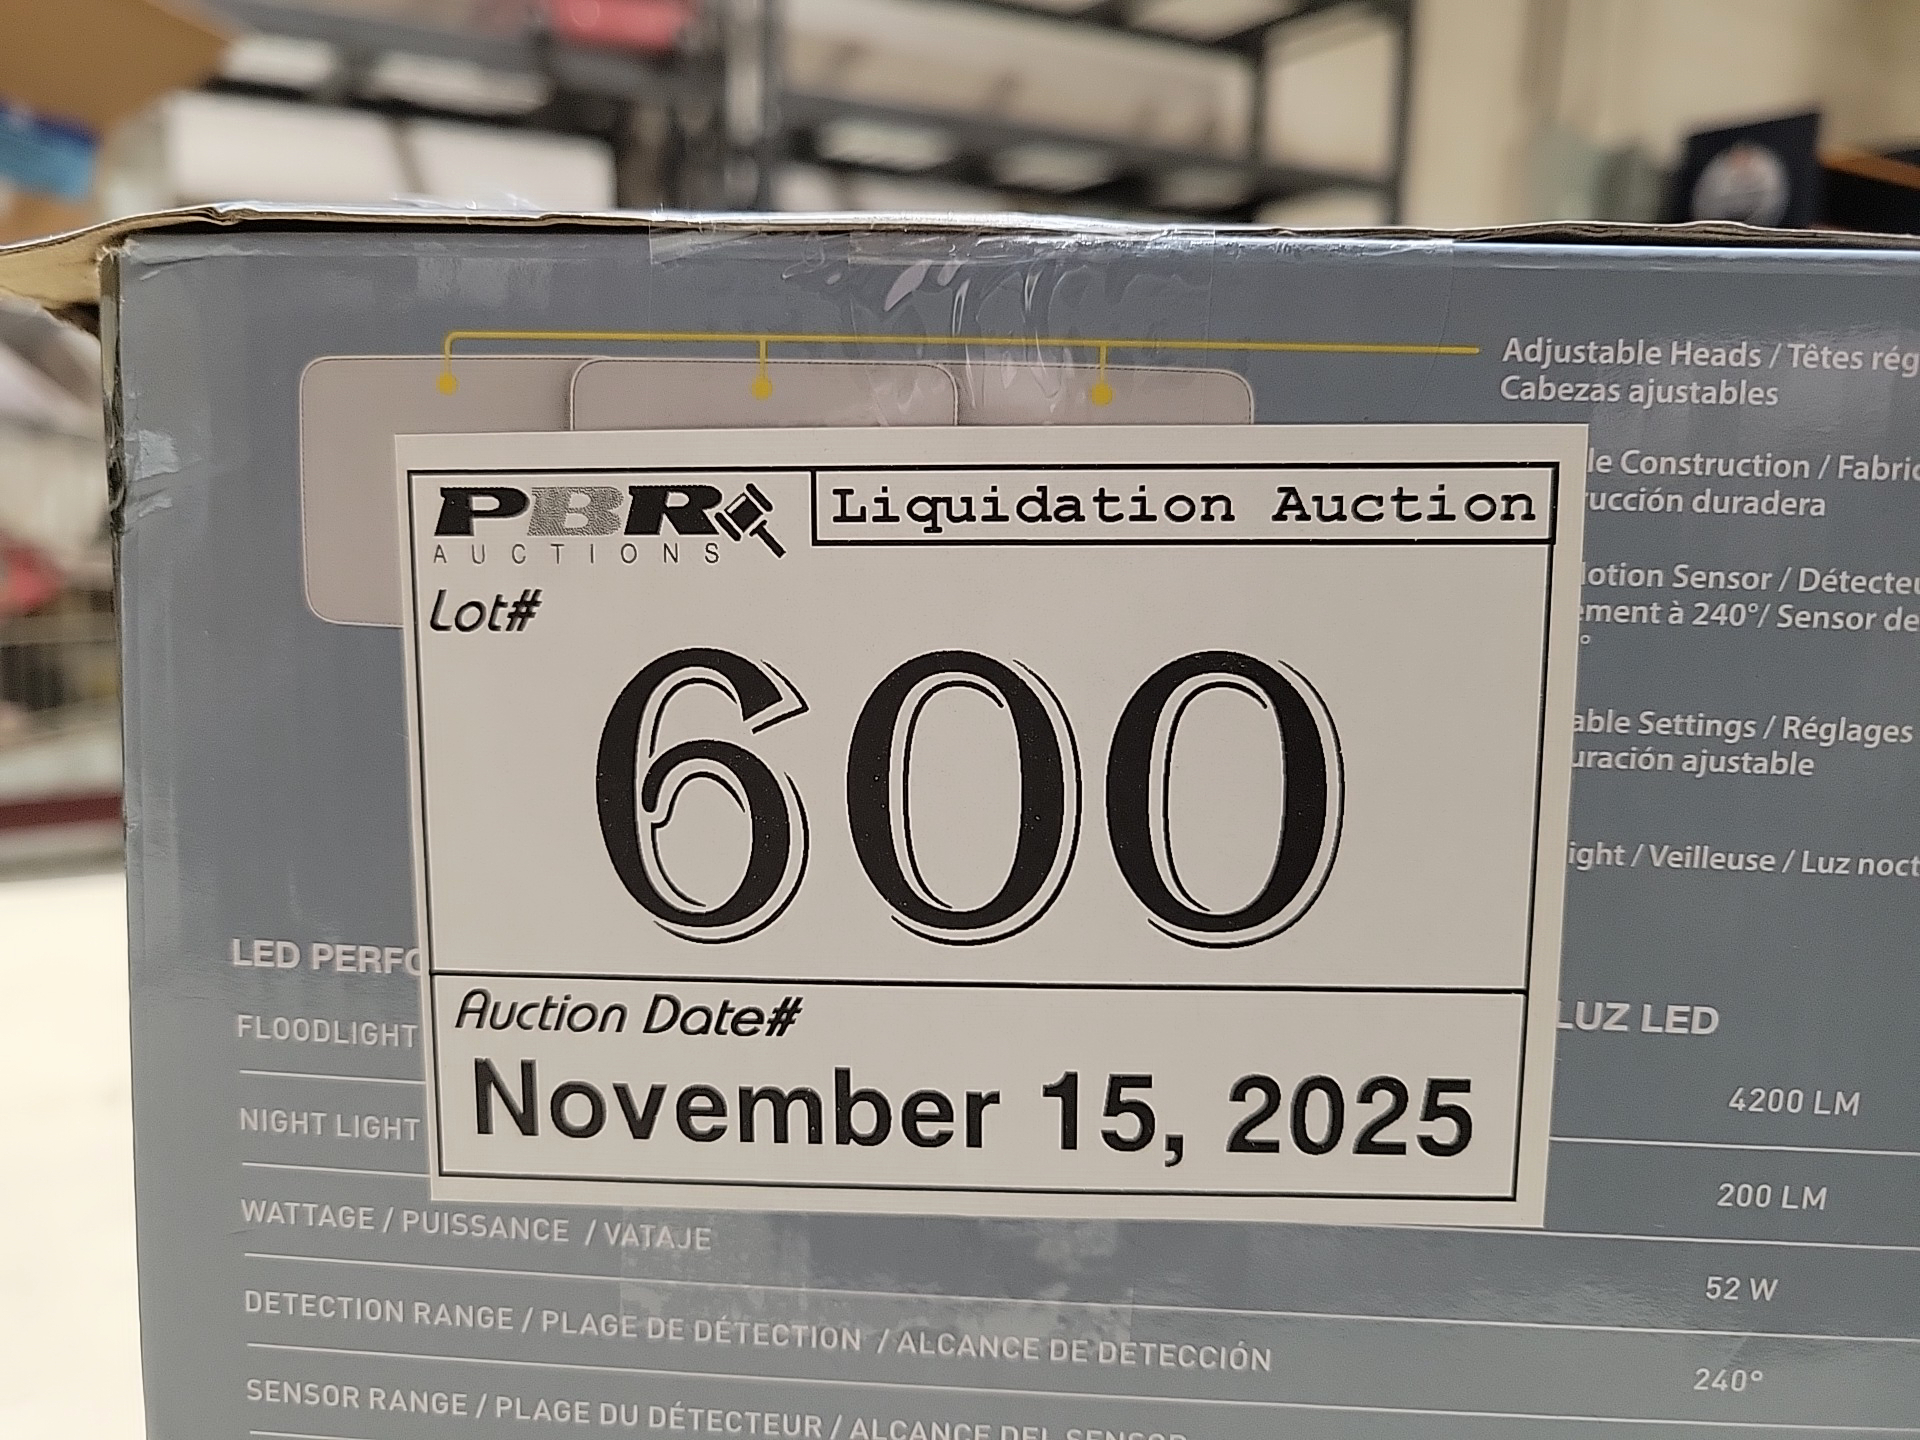 Adjustable Heads / Têtes rég
Cabezas ajustables
le Construction / Fabric
rucción duradera
otion Sensor / Détecteu
ement à 240°/ Sensor de
°
able Settings / Réglages
uración ajustable
ight / Veilleuse / Luz noct
PBR
AUCTIONS
Liquidation Auction
Lot#
600
Auction Date#
November 15, 2025
LED PERFO
LUZ LED
FLOODLIGHT
4200 LM
NIGHT LIGHT
200 LM
WATTAGE / PUISSANCE / VATAJE
52 W
DETECTION RANGE / PLAGE DE DÉTECTION / ALCANCE DE DETECCIÓN
240°
SENSOR RANGE / PLAGE DU DÉTECTEUR / ALCANCE DEL SENSOR